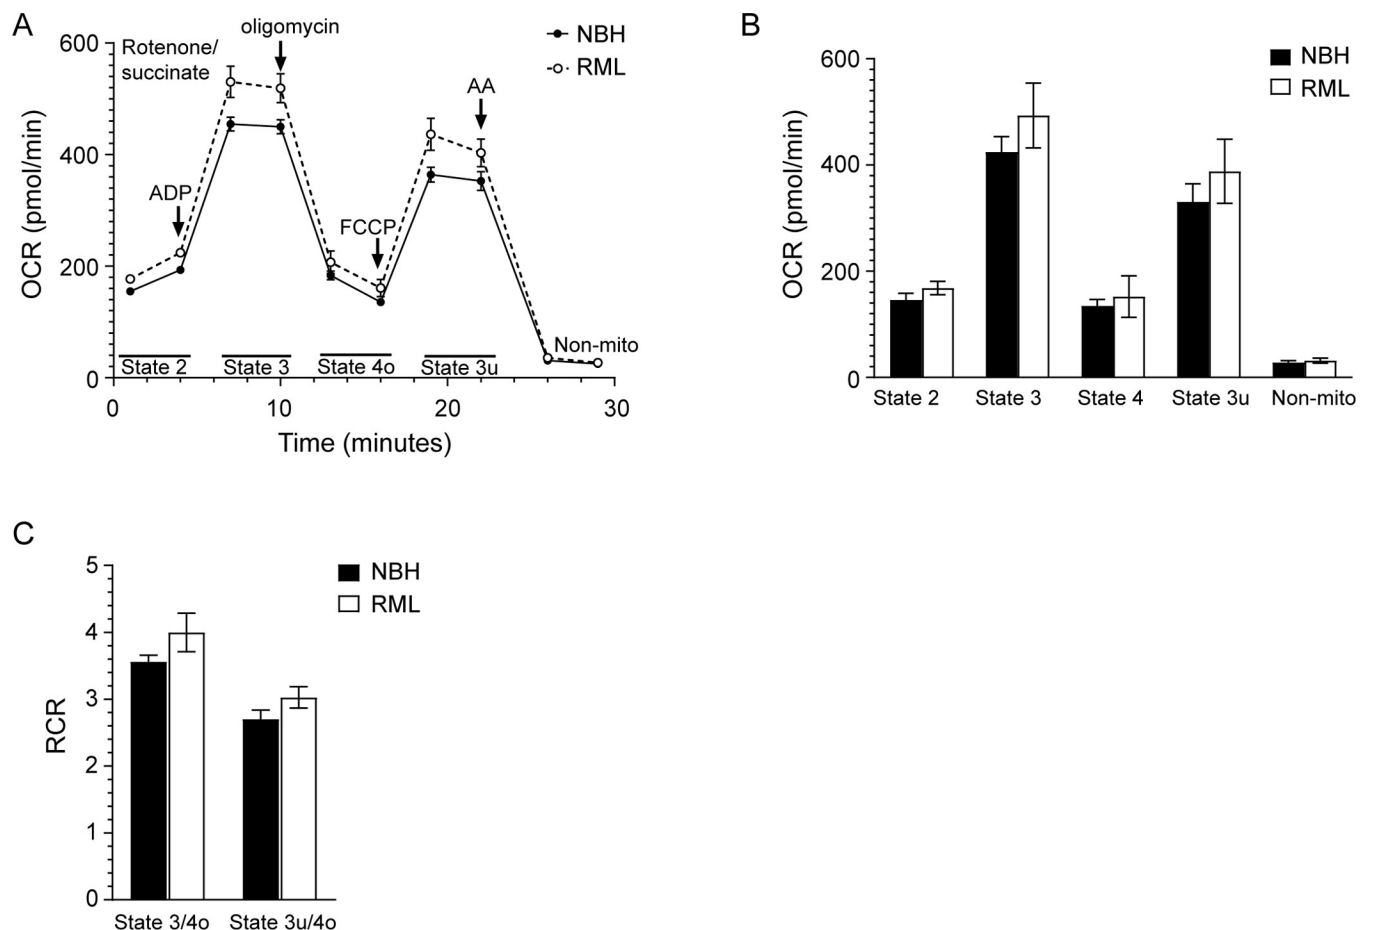 A
Rotenone/
succinate
oligomycin
NBH
RML
ADP
FCCP
AA
Non-mito
State 2
State 3
State 4o
State 3u
600
400
200
0
0
10
20
30
OCR (pmol/min)
Time (minutes)
B
NBH
RML
600
400
200
0
OCR (pmol/min)
State 2
State 3
State 4
State 3u
Non-mito
C
NBH
RML
5
4
3
2
1
0
RCR
State 3/4o
State 3u/4o